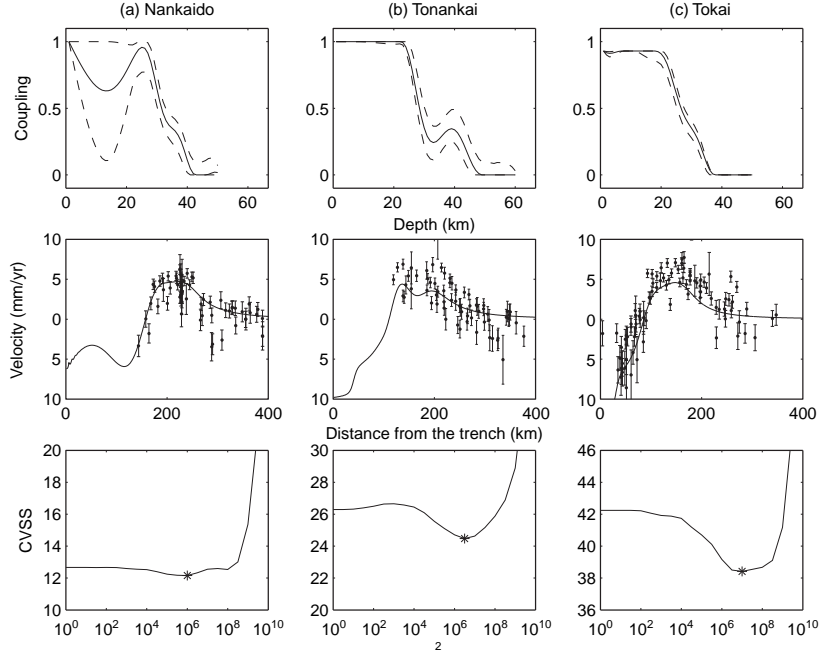 (a) Nankaido (b) Tonankai (c) Tokai
Coupling
1
0.5
0
0 20 40 60
1
0.5
0
0 20 40 60
1
0.5
0
0 20 40 60
Depth (km)
Velocity (mm/yr)
10
5
0
5
10
0 200 400
10
5
0
5
10
0 200 400
10
5
0
5
10
0 200 400
Distance from the trench (km)
CVSS
20
18
16
14
12
10
10^0 10^2 10^4 10^6 10^8 10^10
30
28
26
24
22
20
10^0 10^2 10^4 10^6 10^8 10^10
46
44
42
40
38
36
10^0 10^2 10^4 10^6 10^8 10^10
2